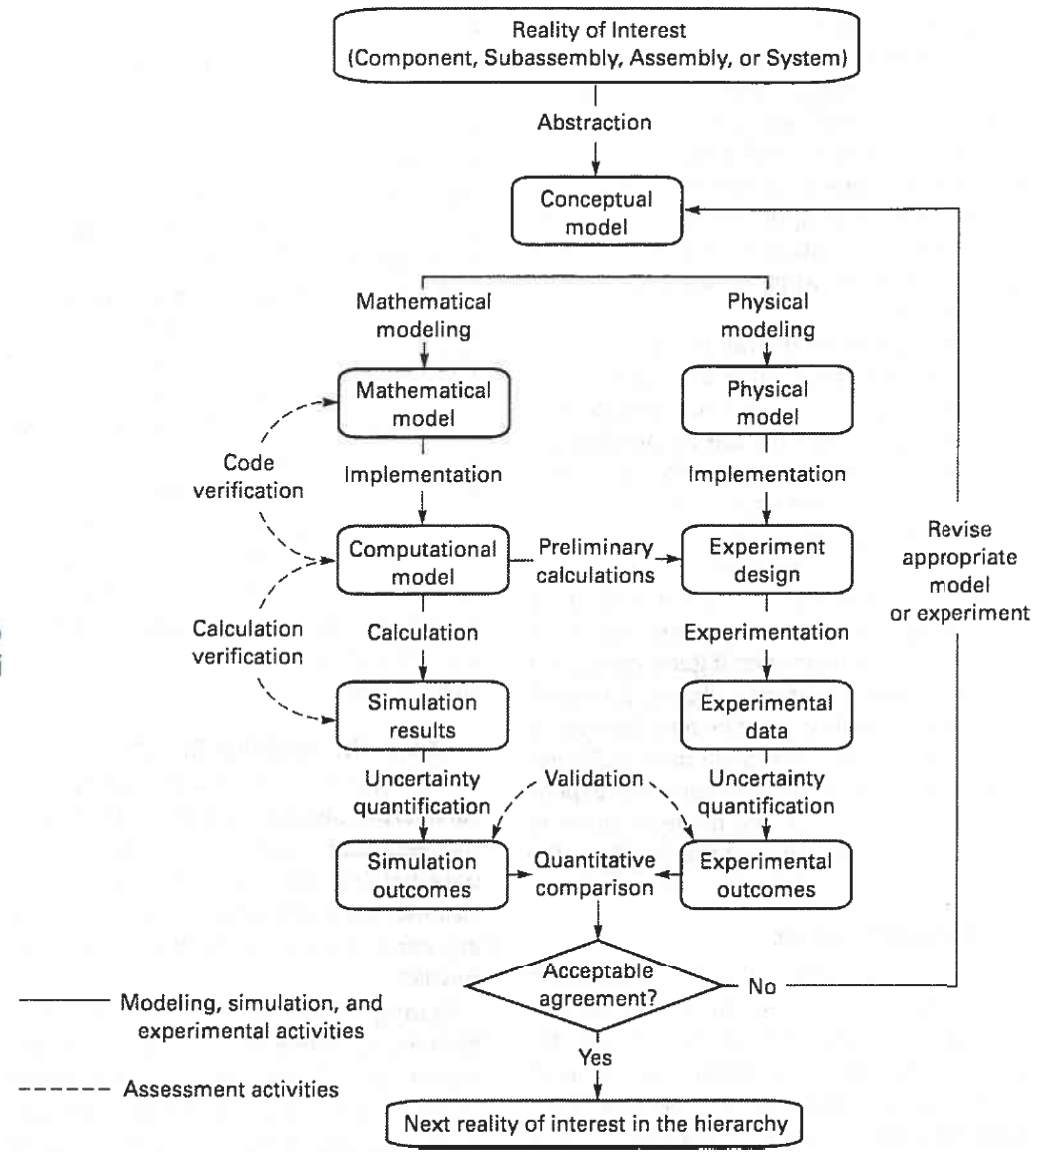 Reality of Interest
(Component, Subassembly, Assembly, or System)
Abstraction
Conceptual
model
Mathematical
modeling
Physical
modeling
Mathematical
model
Physical
model
Code
verification
Implementation
Implementation
Computational
model
Preliminary
calculations
Experiment
design
Revise
appropriate
model
or experiment
Calculation
verification
Calculation
Experimentation
Simulation
results
Experimental
data
Uncertainty
quantification
Validation
Uncertainty
quantification
Simulation
outcomes
Quantitative
comparison
Experimental
outcomes
Acceptable
agreement?
No
Modeling, simulation, and
experimental activities
Yes
Assessment activities
Next reality of interest in the hierarchy